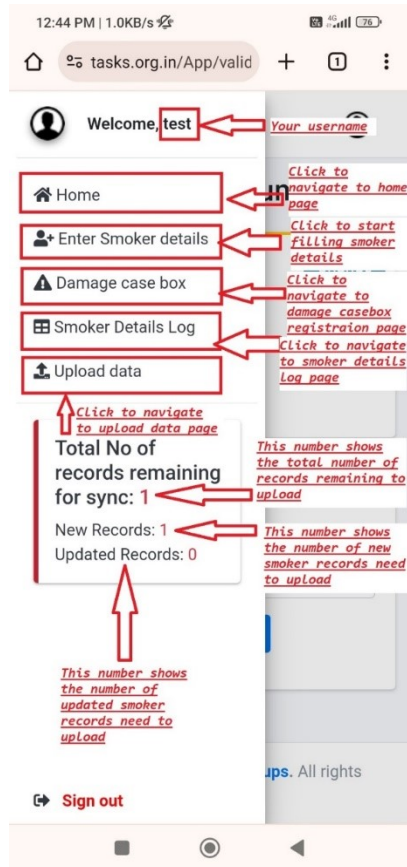 12:44 PM | 1.0KB/s
4G
76
tasks.org.in/App/valid
1
Welcome, test
Your username
Click to
navigate to home
page
Home
Click to start
filling smoker
details
Enter Smoker details
Click to
navigate to
damage casebox
registraion page
Damage case box
Click to navigate
to smoker details
log page
Smoker Details Log
Upload data
Click to navigate
to upload data page
Total No of
records remaining
for sync: 1
This number shows
the total number of
records remaining to
upload
New Records: 1
This number shows
the number of new
smoker records need
to upload
Updated Records: 0
This number shows
the number of
updated smoker
records need to
upload
ups. All rights
Sign out